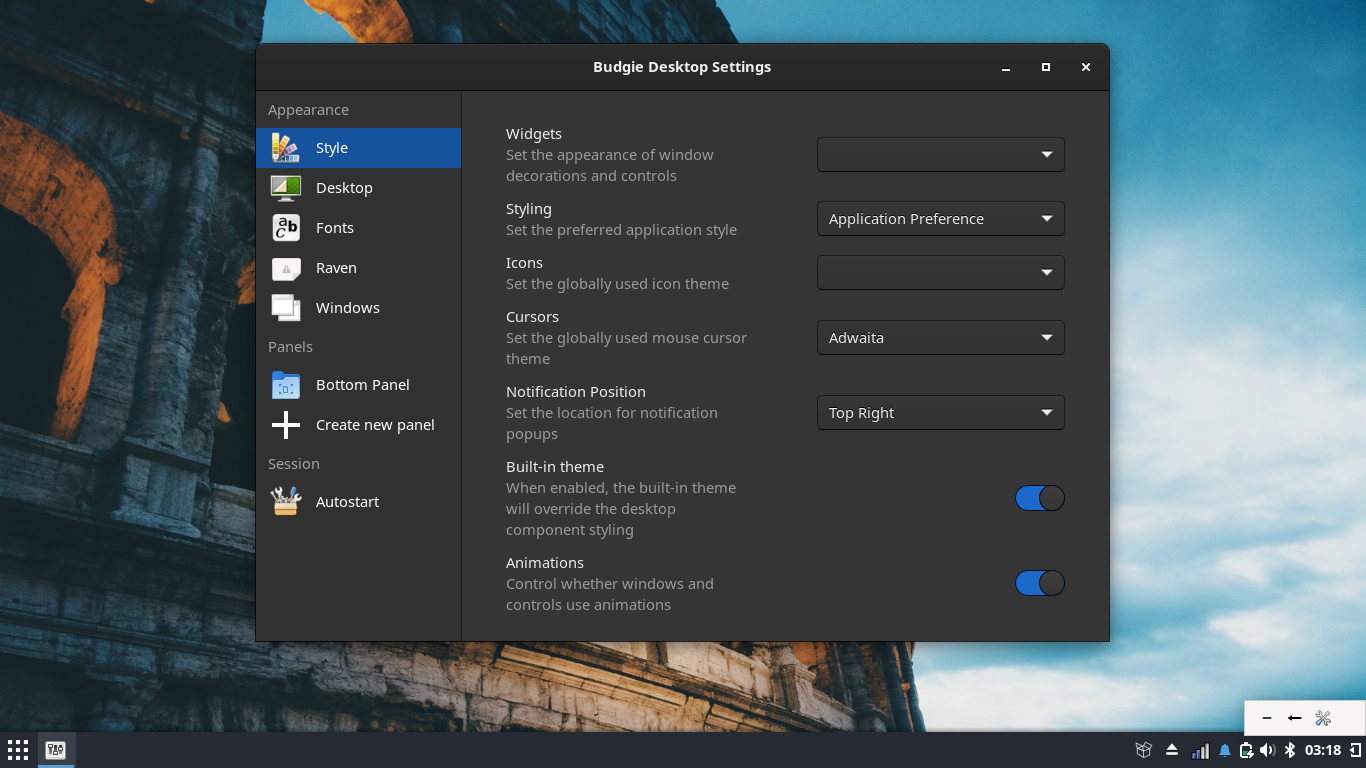 Budgie Desktop Settings
Appearance
Style
Desktop
Fonts
Raven
Windows
Panels
Bottom Panel
Create new panel
Session
Autostart
Widgets
Set the appearance of window
decorations and controls
Styling
Set the preferred application style
Application Preference
Icons
Set the globally used icon theme
Cursors
Set the globally used mouse cursor
theme
Adwaita
Notification Position
Set the location for notification
popups
Top Right
Built-in theme
When enabled, the built-in theme
will override the desktop
component styling
Animations
Control whether windows and
controls use animations
03:18